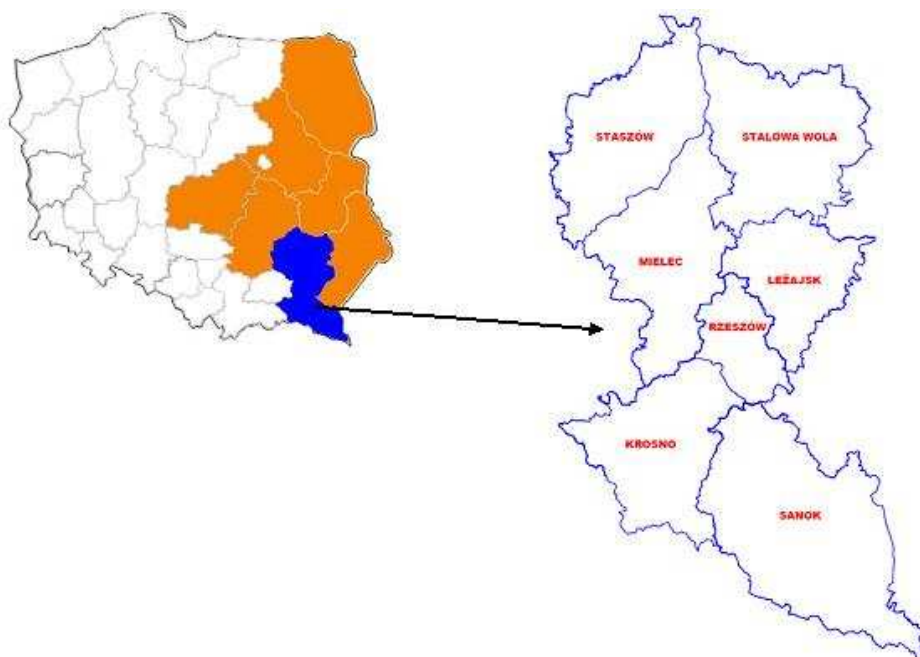 STASZÓW
STALOWA WOLA
MIELEC
LEŻAJSK
RZESZÓW
KROSNO
SANOK